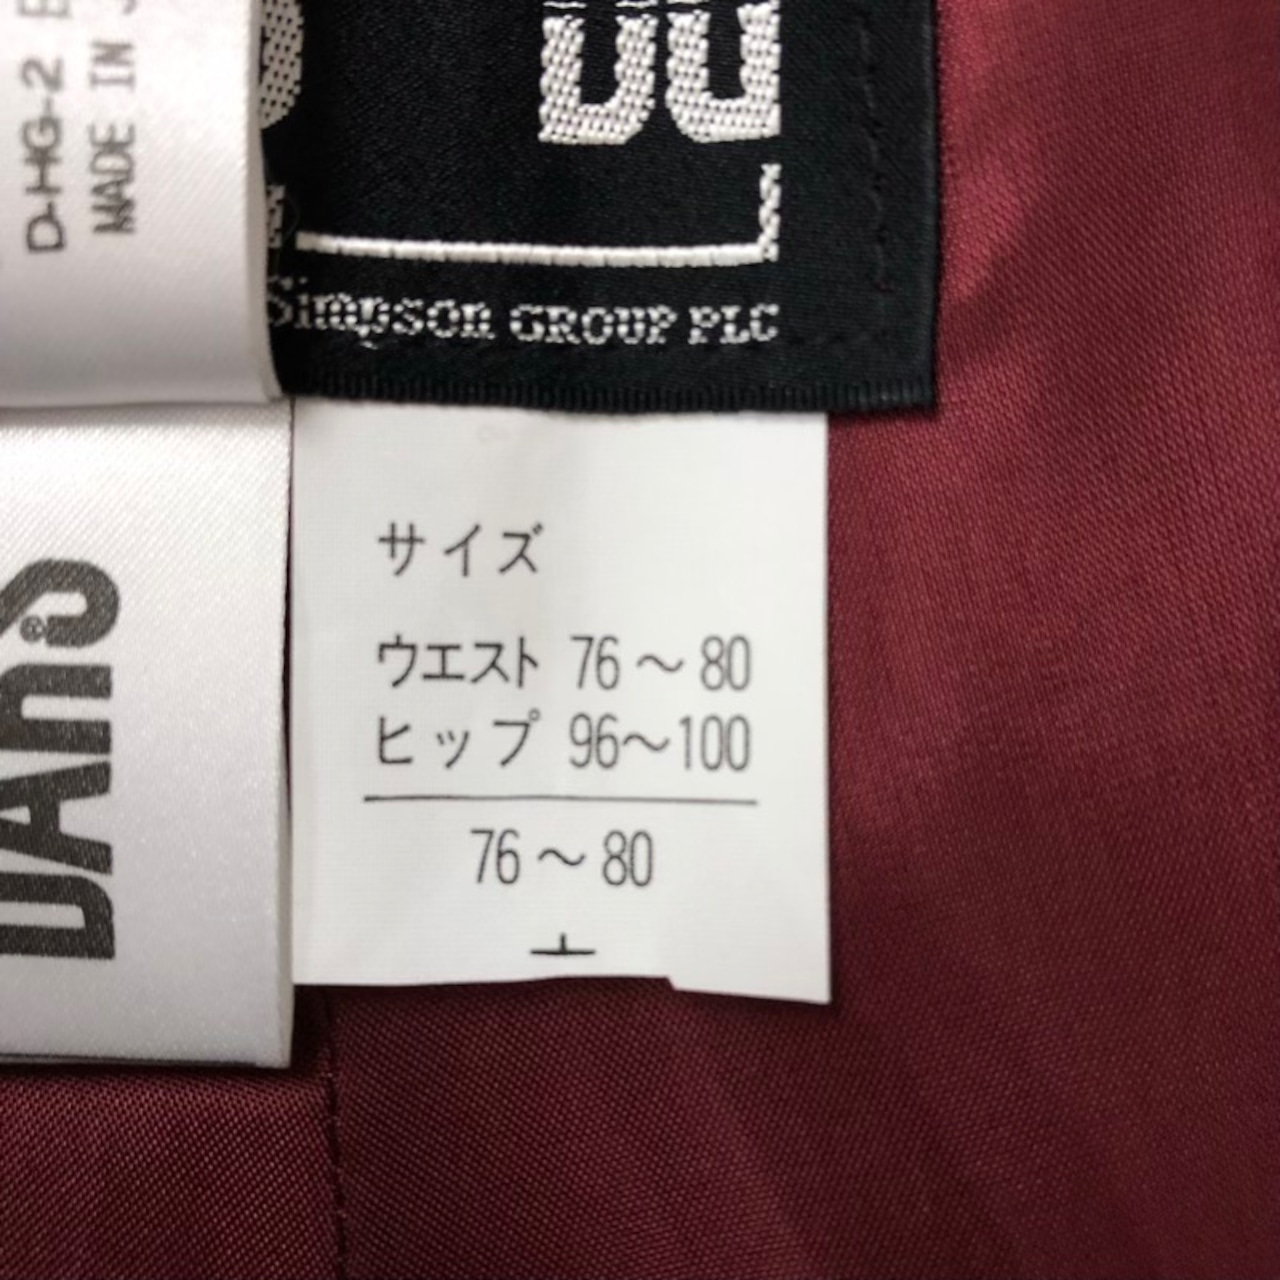 D-HG-2
MADE IN
Simpson GROUP PLC
DAKS
サイズ
ウエスト 76～80
ヒップ 96～100
76～80